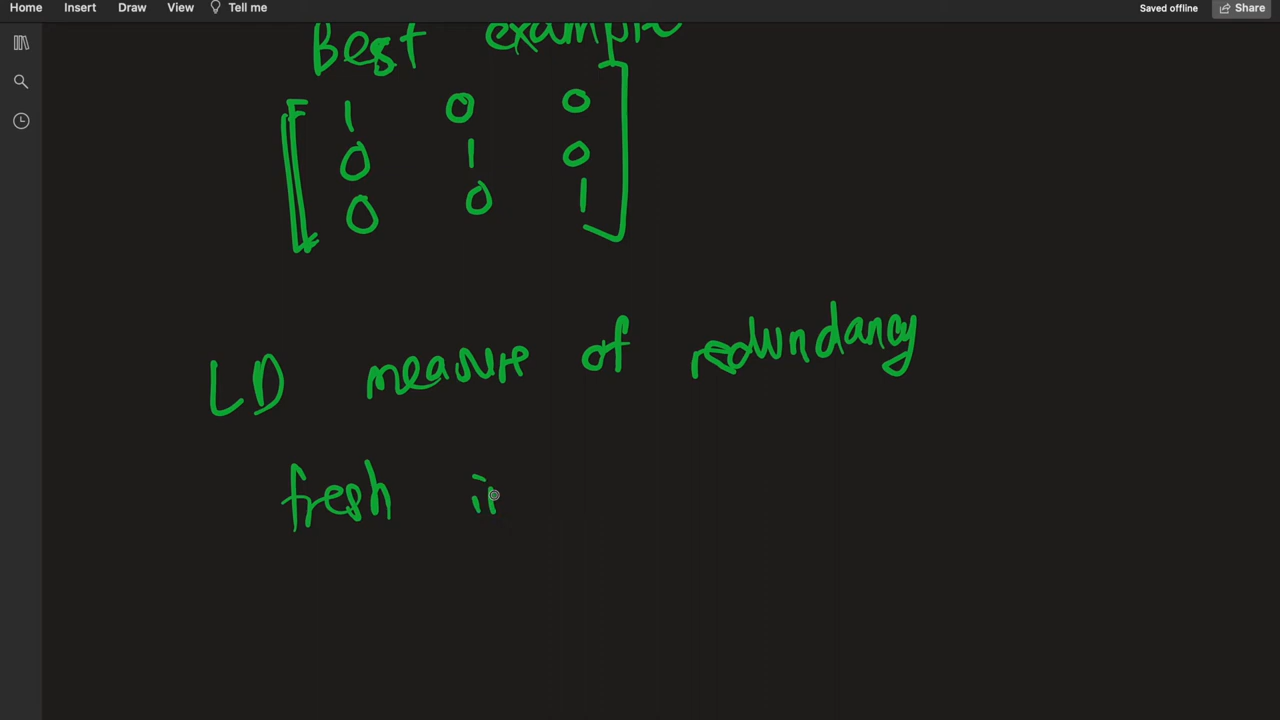 Home Insert Draw View Tell me Saved offline Share
Best example
1 0 0
0 1 0
0 0 1
LD measure of redundancy
fresh